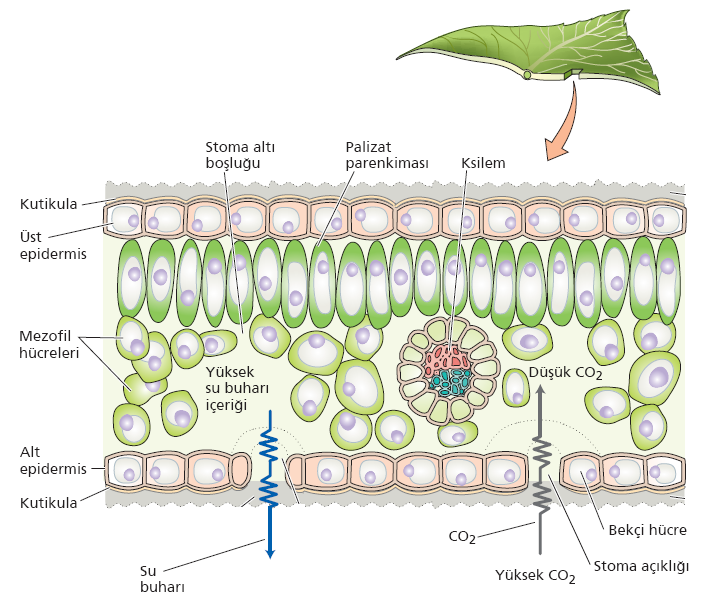 Stoma altı
boşluğu
Palizat
parenkiması
Ksilem
Kutikula
Üst
epidermis
Mezofil
hücreleri
Yüksek
su buharı
içeriği
Düşük CO₂
Alt
epidermis
Kutikula
CO₂
Bekçi hücre
Su
buharı
Yüksek CO₂
Stoma açıklığı